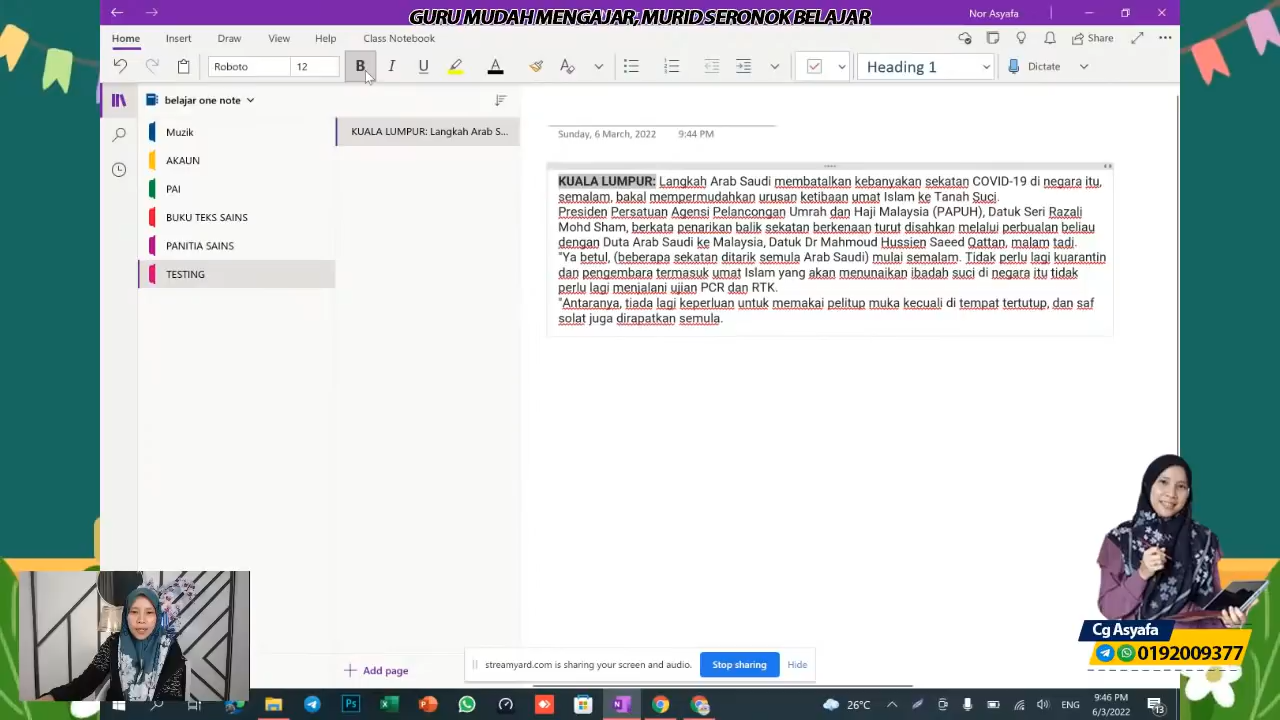 GURU MUDAH MENGAJAR, MURID SERONOK BELAJAR
Nor Asyafa
Home Insert Draw View Help Class Notebook
Share
Roboto 12 B I U A Heading 1 Dictate
belajar one note
Muzik
AKAUN
PAI
BUKU TEKS SAINS
PANITIA SAINS
TESTING
KUALA LUMPUR: Langkah Arab S...
Sunday, 6 March, 2022 9:44 PM
KUALA LUMPUR: Langkah Arab Saudi membatalkan kebanyakan sekatan COVID-19 di negara itu,
semalam, bakal mempermudahkan urusan ketibaan umat Islam ke Tanah Suci.
Presiden Persatuan Agensi Pelancongan Umrah dan Haji Malaysia (PAPUH), Datuk Seri Razali
Mohd Sham, berkata penarikan balik sekatan berkenaan turut disahkan melalui perbualan beliau
dengan Duta Arab Saudi ke Malaysia, Datuk Dr Mahmoud Hussien Saeed Qattan, malam tadi.
"Ya betul, (beberapa sekatan ditarik semula Arab Saudi) mulai semalam. Tidak perlu lagi kuarantin
dan pengembara termasuk umat Islam yang akan menunaikan ibadah suci di negara itu tidak
perlu lagi menjalani ujian PCR dan RTK.
"Antaranya, tiada lagi keperluan untuk memakai pelitup muka kecuali di tempat tertutup, dan saf
solat juga dirapatkan semula.
Add page
streamyard.com is sharing your screen and audio. Stop sharing Hide
Cg Asyafa
0192009377
Ps
26°C
ENG
9:46 PM
6/3/2022
13